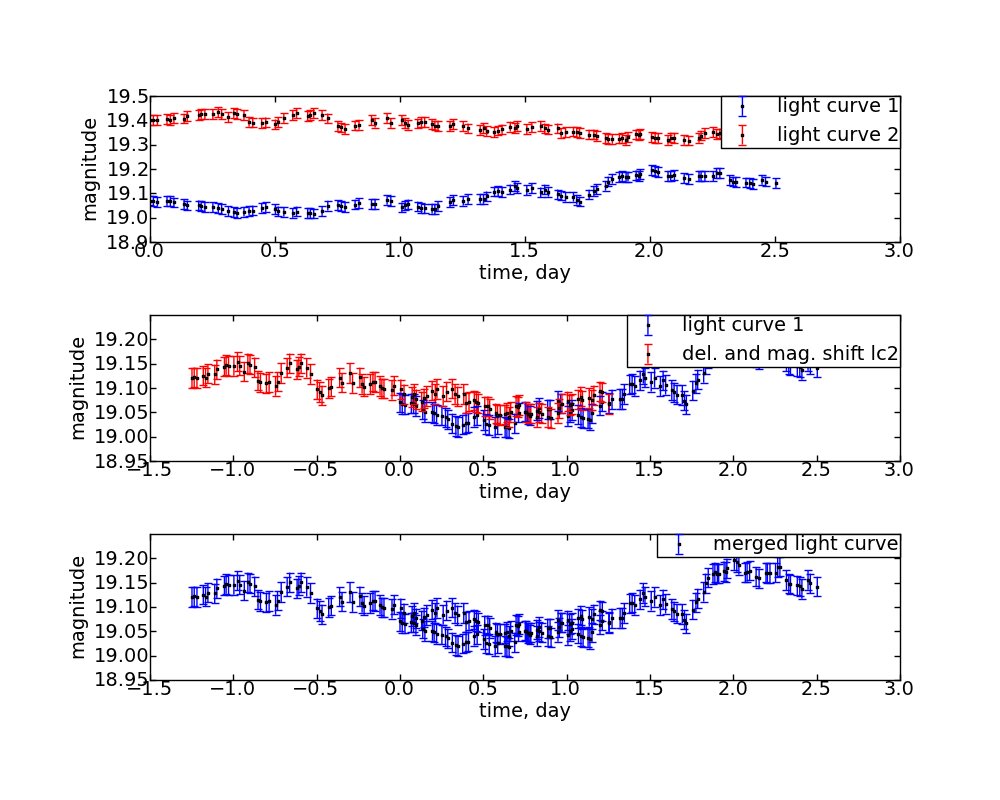 19.5
light curve 1
19.4
light curve 2
19.3
19.2
19.1
19.0
18.9
magnitude
0.0 0.5 1.0 1.5 2.0 2.5 3.0
time, day
light curve 1
19.20
del. and mag. shift lc2
19.15
19.10
19.05
19.00
18.95
magnitude
−1.5 −1.0 −0.5 0.0 0.5 1.0 1.5 2.0 2.5 3.0
time, day
merged light curve
19.20
19.15
19.10
19.05
19.00
18.95
magnitude
−1.5 −1.0 −0.5 0.0 0.5 1.0 1.5 2.0 2.5 3.0
time, day